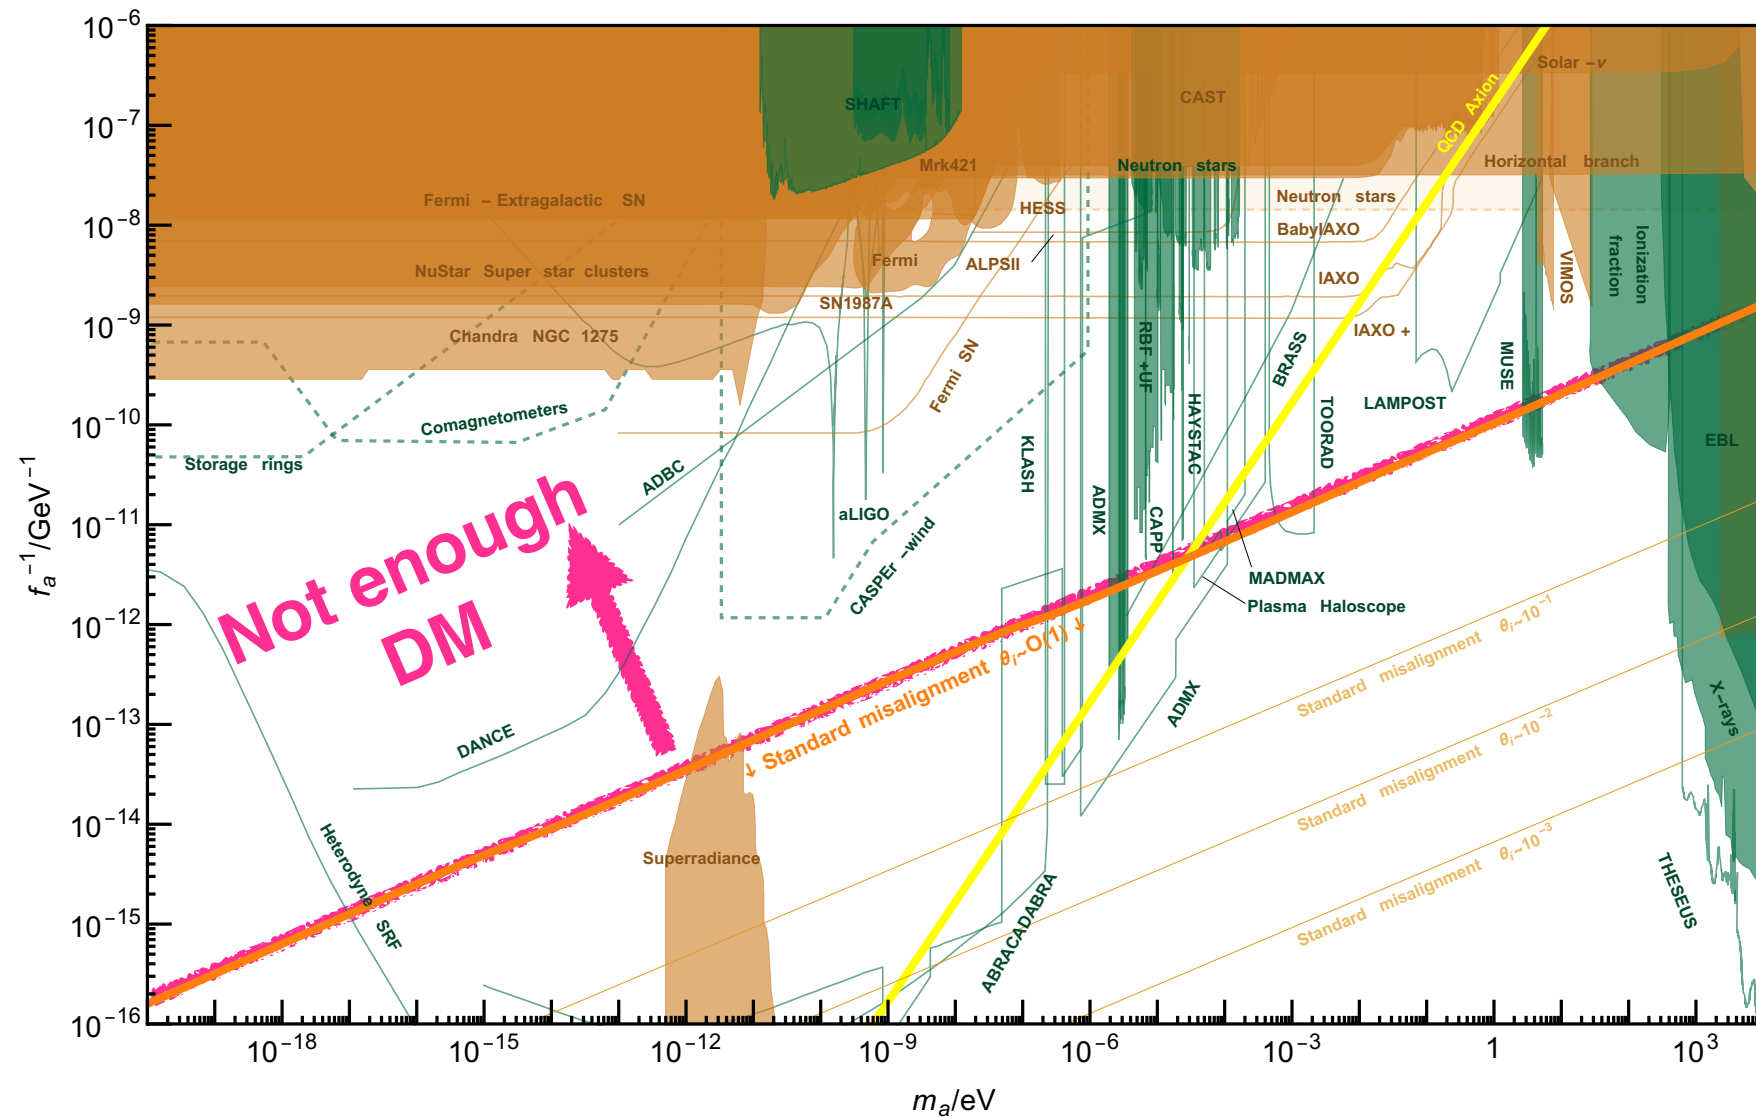 10⁻⁶
10⁻⁷
10⁻⁸
10⁻⁹
10⁻¹⁰
10⁻¹¹
10⁻¹²
10⁻¹³
10⁻¹⁴
10⁻¹⁵
10⁻¹⁶
fₐ⁻¹/GeV⁻¹
10⁻¹⁸
10⁻¹⁵
10⁻¹²
10⁻⁹
10⁻⁶
10⁻³
1
10³
mₐ/eV
Solar −ν
SHAFT
CAST
QCD Axion
Mrk421
Neutron stars
Horizontal branch
Fermi − Extragalactic SN
HESS
Neutron stars
BabyIAXO
Ionization
fraction
Fermi
ALPSII
NuStar Super star clusters
IAXO
VIMOS
SN1987A
Chandra NGC 1275
IAXO +
RBF +UF
BRASS
MUSE
Fermi SN
LAMPOST
Comagnetometers
HAYSTAC
TOORAD
EBL
Storage rings
ADBC
KLASH
aLIGO
ADMX
CAPP
CASPEr −wind
Not enough
DM
MADMAX
Plasma Haloscope
↓ Standard misalignment θᵢ~O(1) ↓
Standard misalignment θᵢ~10⁻¹
ADMX
X−rays
DANCE
Standard misalignment θᵢ~10⁻²
Heterodyne SRF
Superradiance
Standard misalignment θᵢ~10⁻³
THESEUS
ABRACADABRA